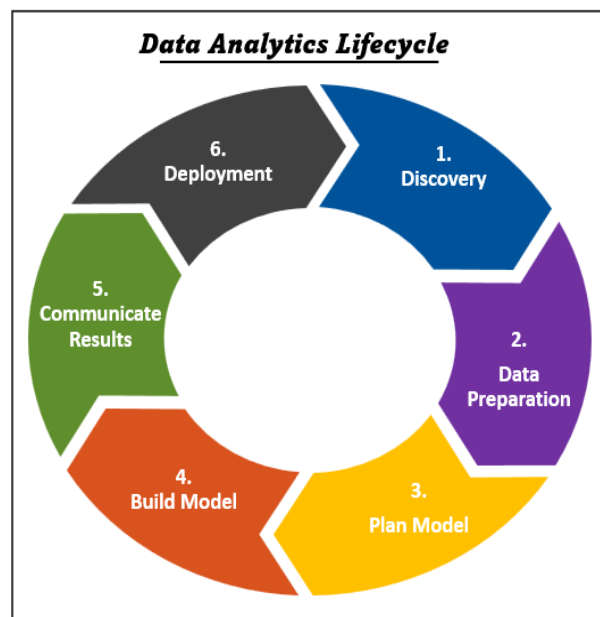 Data Analytics Lifecycle
1.
Discovery
2.
Data
Preparation
3.
Plan Model
4.
Build Model
5.
Communicate
Results
6.
Deployment